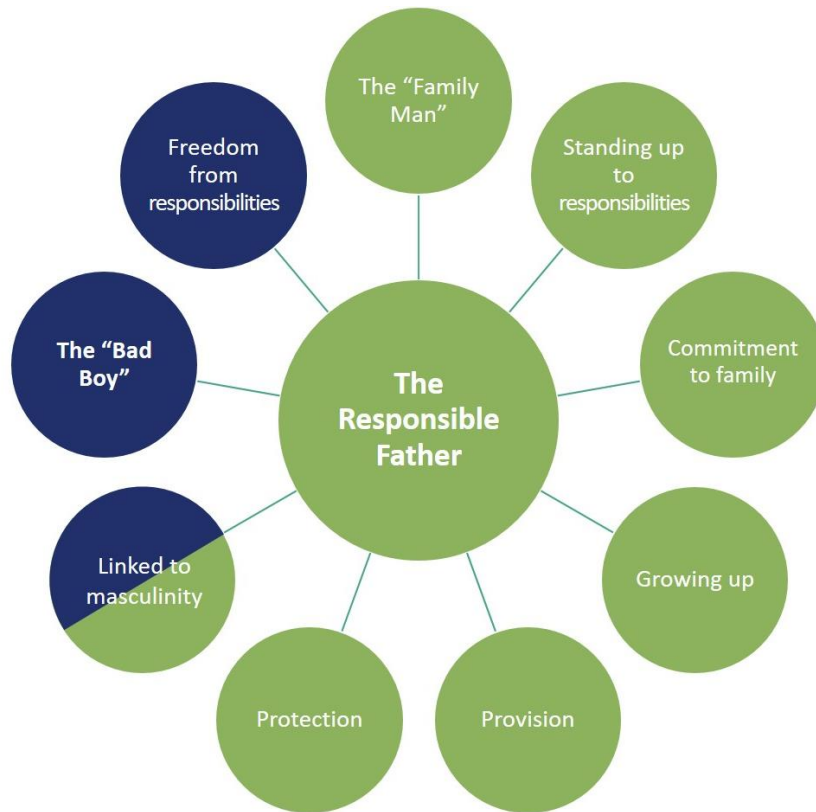 The “Family
Man”
Standing up
to
responsibilities
Commitment
to family
Growing up
Provision
Protection
Linked to
masculinity
The “Bad
Boy”
Freedom
from
responsibilities
The
Responsible
Father